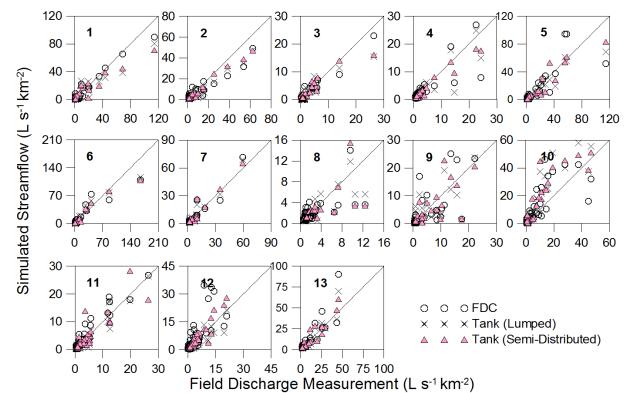 Simulated Streamflow (L s-1 km-2)
120 80 40 0
1
0 40 80 120
80 60 40 20 0
2
0 20 40 60 80
30 20 10 0
3
0 10 20 30
30 20 10 0
4
0 10 20 30
120 80 40 0
5
0 40 80 120
210 140 70 0
6
0 70 140 210
90 60 30 0
7
0 30 60 90
16 12 8 4 0
8
0 4 8 12 16
30 20 10 0
9
0 10 20 30
60 40 20 0
10
0 20 40 60
30 20 10 0
11
0 10 20 30
45 30 15 0
12
0 15 30 45
100 75 50 25 0
13
0 25 50 75 100
FDC
Tank (Lumped)
Tank (Semi-Distributed)
Field Discharge Measurement (L s-1 km-2)